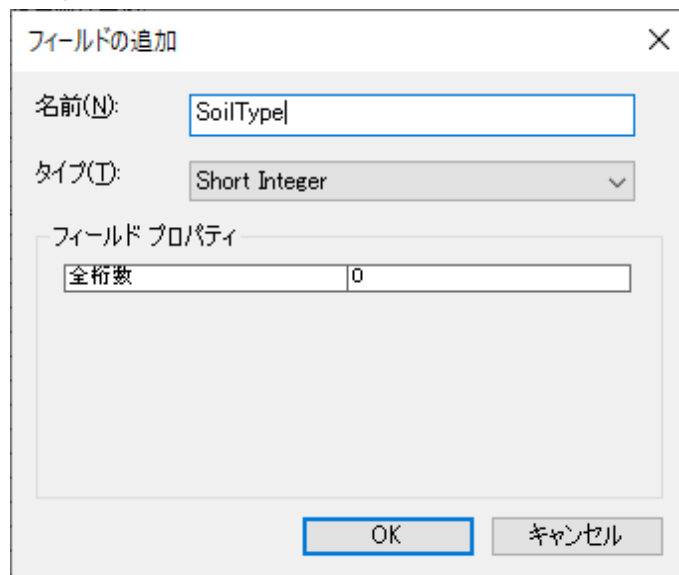 フィールドの追加
名前(N): SoilType
タイプ(T): Short Integer
フィールド プロパティ
全桁数 0
OK キャンセル